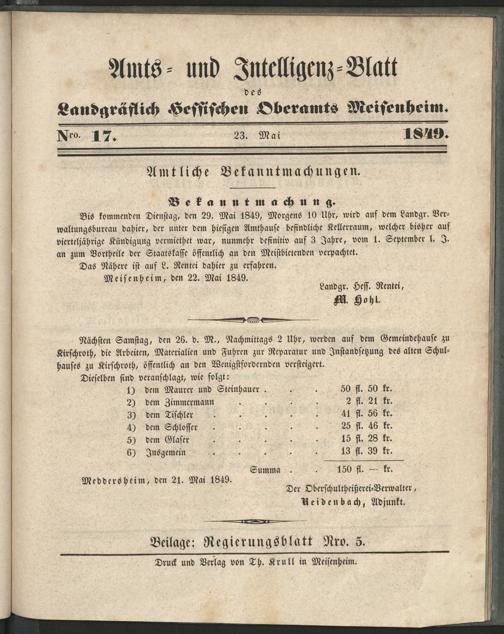 Amts- und Intelligenz-Blatt
des
Landgräflich Hessischen Oberamts Meisenheim.
Nro. 17. 23. Mai 1849.
Amtliche Bekanntmachungen.
Bekanntmachung.
Bis kommenden Dienstag, den 29. Mai 1849, Morgens 10 Uhr, wird auf dem Landgr. Ver-
waltungsbureau dahier, der unter dem hiesigen Amthause befindliche Kellerraum, welcher bisher auf
vierteljährige Kündigung vermiethet war, nunmehr definitiv auf 3 Jahre, vom 1. September l. J.
an zum Vortheile der Staatskasse öffentlich an den Meistbietenden verpachtet.
Das Nähere ist auf L. Rentei dahier zu erfahren.
Meisenheim, den 22. Mai 1849.
Landgr. Hess. Rentei,
M. Hohl.
Nächsten Samstag, den 26. d. M., Nachmittags 2 Uhr, werden auf dem Gemeindehause zu
Kirschroth, die Arbeiten, Materialien und Fuhren zur Reparatur und Instandsetzung des alten Schul-
hauses zu Kirschroth, öffentlich an den Wenigstfordernden versteigert.
Dieselben sind veranschlagt, wie folgt:
1) dem Maurer und Steinhauer . . . 50 fl. 50 kr.
2) dem Zimmermann . . . . 2 fl. 21 kr.
3) dem Tischler . . . . . 41 fl. 56 kr.
4) dem Schlosser . . . . . 25 fl. 46 kr.
5) dem Glaser . . . . . 15 fl. 28 kr.
6) Insgemein . . . . . 13 fl. 39 kr.
Summa . . 150 fl. — kr.
Meddersheim, den 21. Mai 1849.
Der Oberschultheißerei-Verwalter,
Reidenbach, Adjunkt.
Beilage: Regierungsblatt Nro. 5.
Druck und Verlag von Th. Krull in Meisenheim.